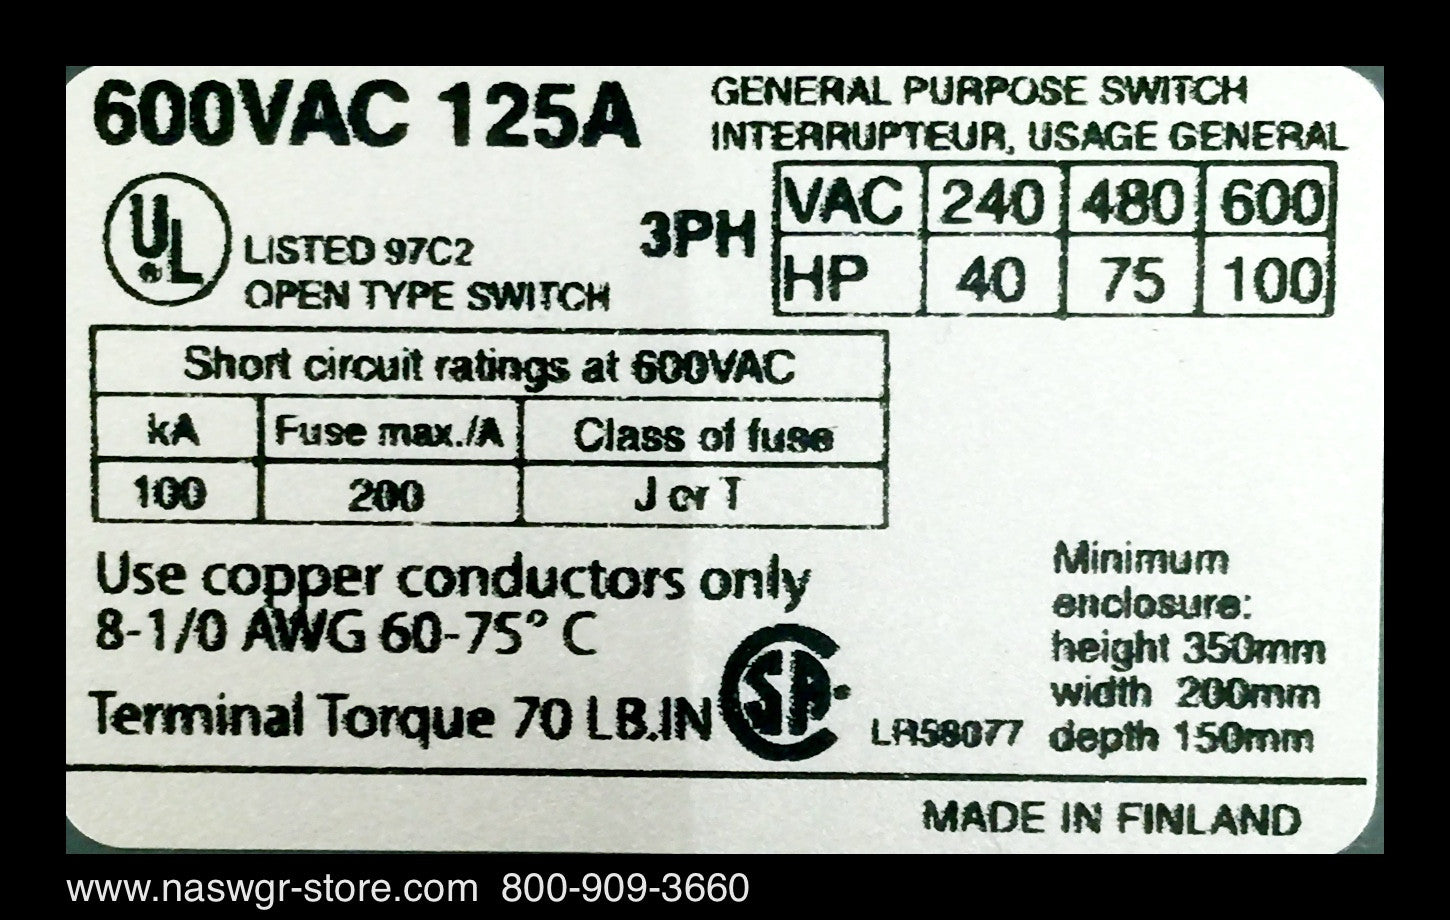 600VAC 125A
GENERAL PURPOSE SWITCH
INTERRUPTEUR, USAGE GENERAL
UL
®
LISTED 97C2
OPEN TYPE SWITCH
3PH
VAC 240 480 600
HP 40 75 100
Short circuit ratings at 600VAC
kA Fuse max./A Class of fuse
100 200 J or T
Use copper conductors only
8-1/0 AWG 60-75° C
Terminal Torque 70 LB.IN
SP
LR58077
Minimum
enclosure:
height 350mm
width 200mm
depth 150mm
MADE IN FINLAND
www.naswgr-store.com 800-909-3660